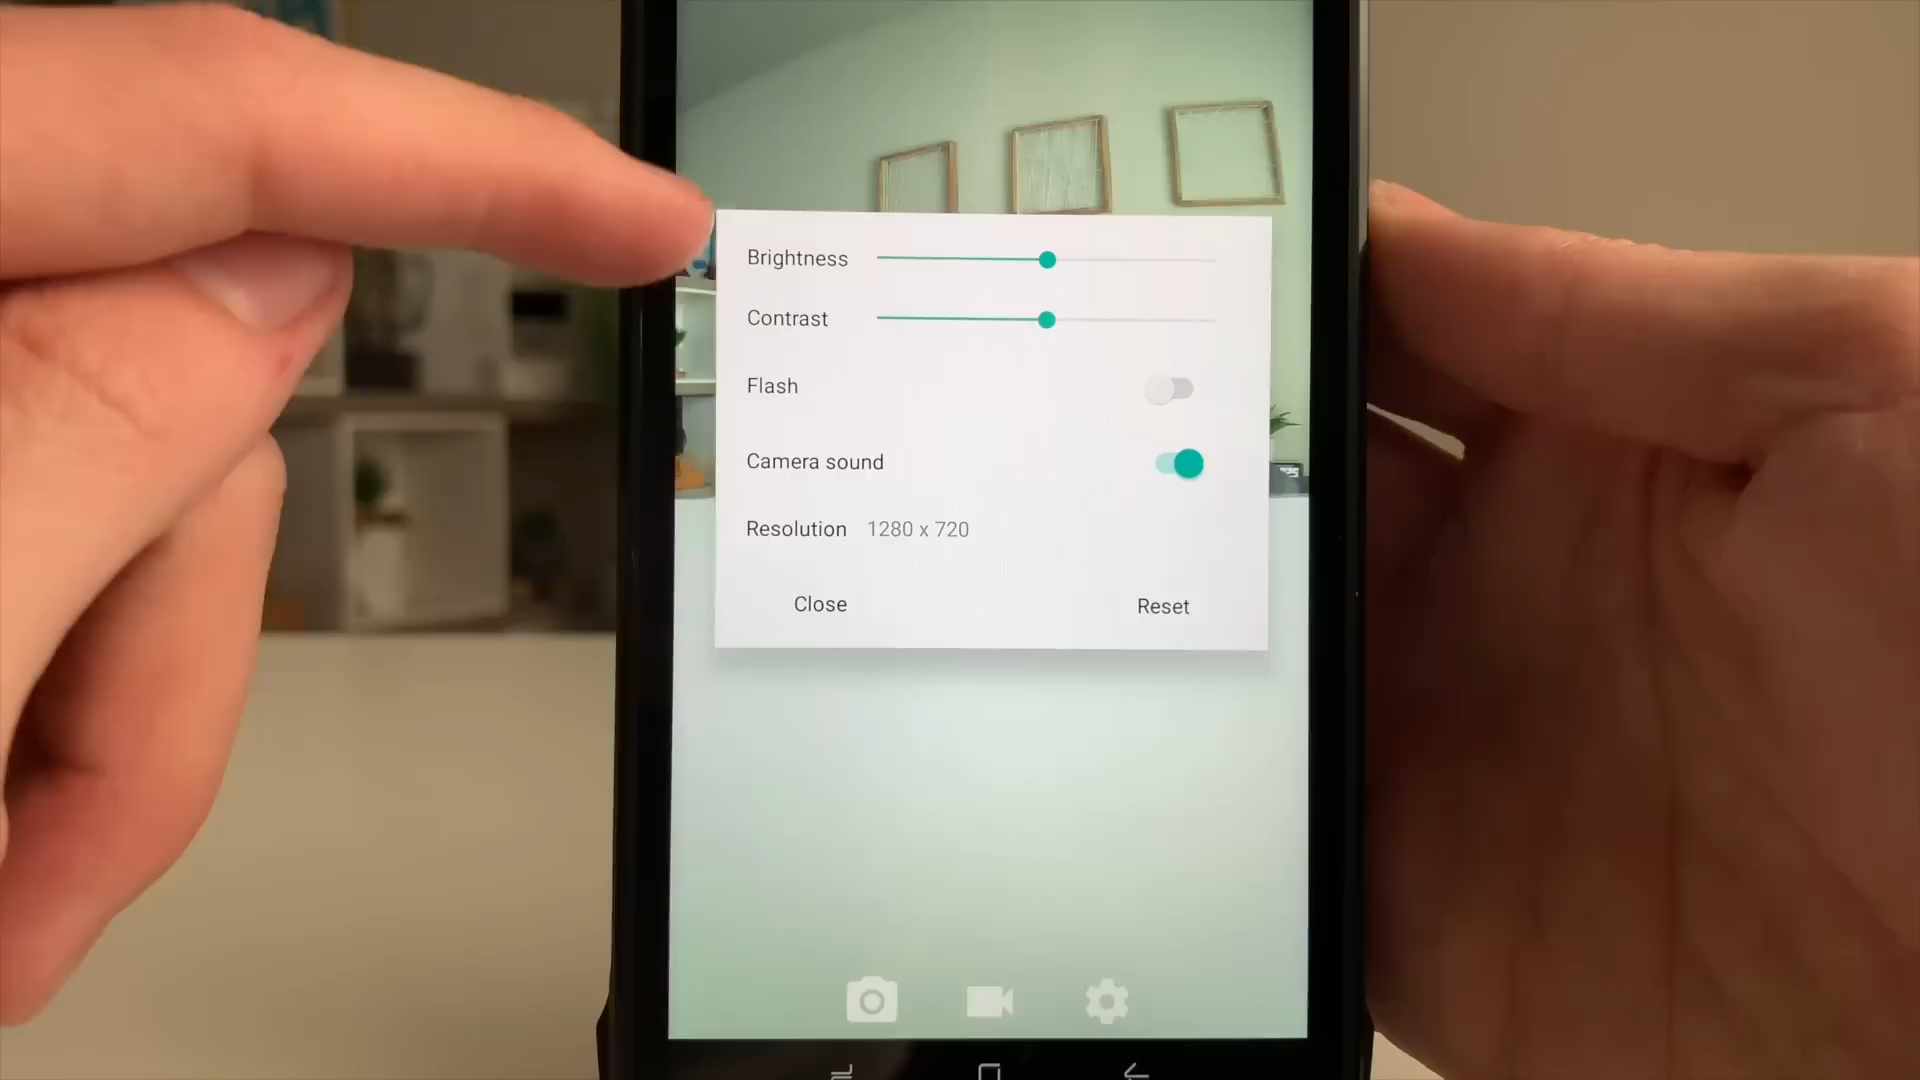 Brightness
Contrast
Flash
Camera sound
Resolution 1280 x 720
Close Reset